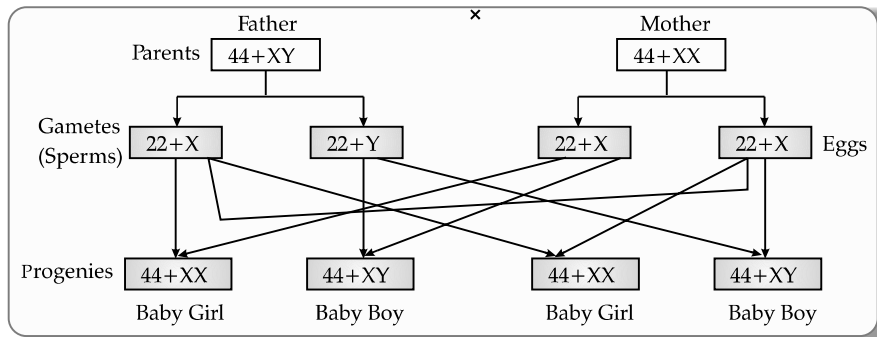 Father × Mother
Parents 44+XY 44+XX
Gametes
(Sperms) 22+X 22+Y 22+X 22+X Eggs
Progenies 44+XX 44+XY 44+XX 44+XY
Baby Girl Baby Boy Baby Girl Baby Boy